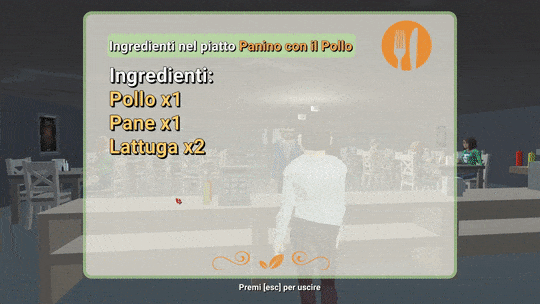 Ingredienti nel piatto Panino con il Pollo
Ingredienti:
Pollo x1
Pane x1
Lattuga x2
Premi [esc] per uscire